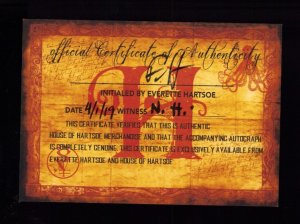 official Certificate of Authenticity
INITIALED BY EVERETTE HARTSOE
DATE 4/1/19 WITNESS N. H.
THIS CERTIFICATE VERIFIES THAT THIS IS AUTHENTIC
HOUSE OF HARTSOE MERCHANDISE AND THAT THE ACCOMPANYING AUTOGRAPH
IS COMPLETELY GENUINE. THIS CERTIFICATE IS EXCLUSIVELY AVAILABLE FROM
EVERETTE HARTSOE AND HOUSE OF HARTSOE
H